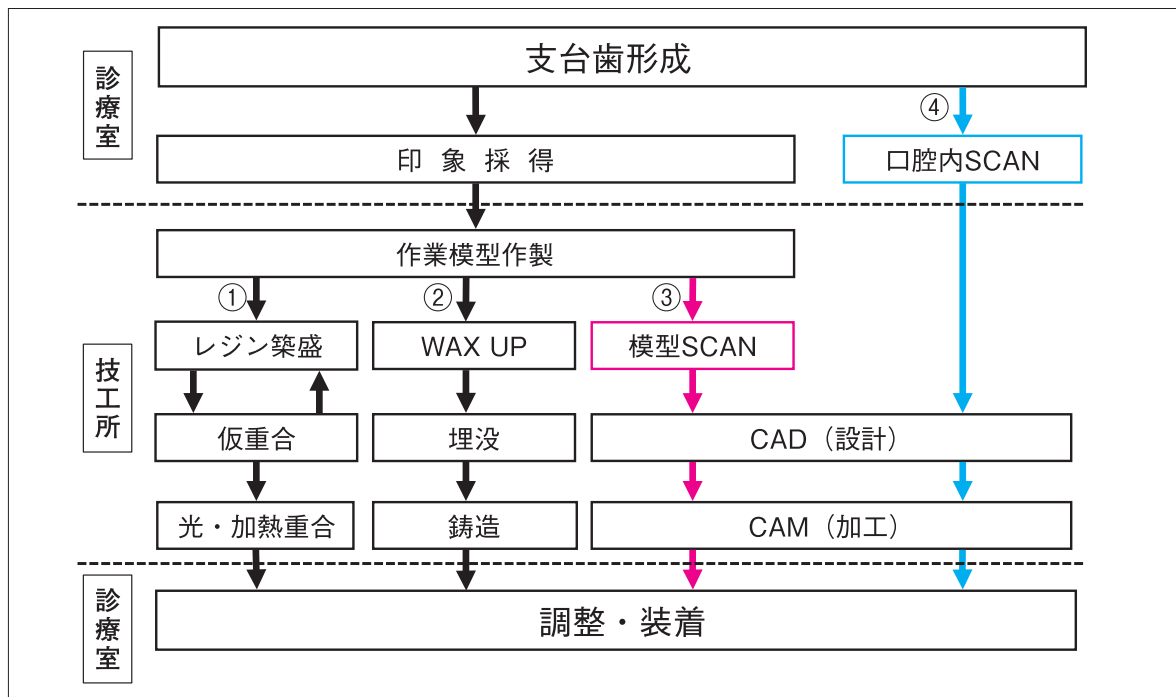 診療室
支台歯形成
④
印象採得
口腔内SCAN
技工所
作業模型作製
①
②
③
レジン築盛
WAX UP
模型SCAN
仮重合
埋没
CAD（設計）
光・加熱重合
鋳造
CAM（加工）
診療室
調整・装着